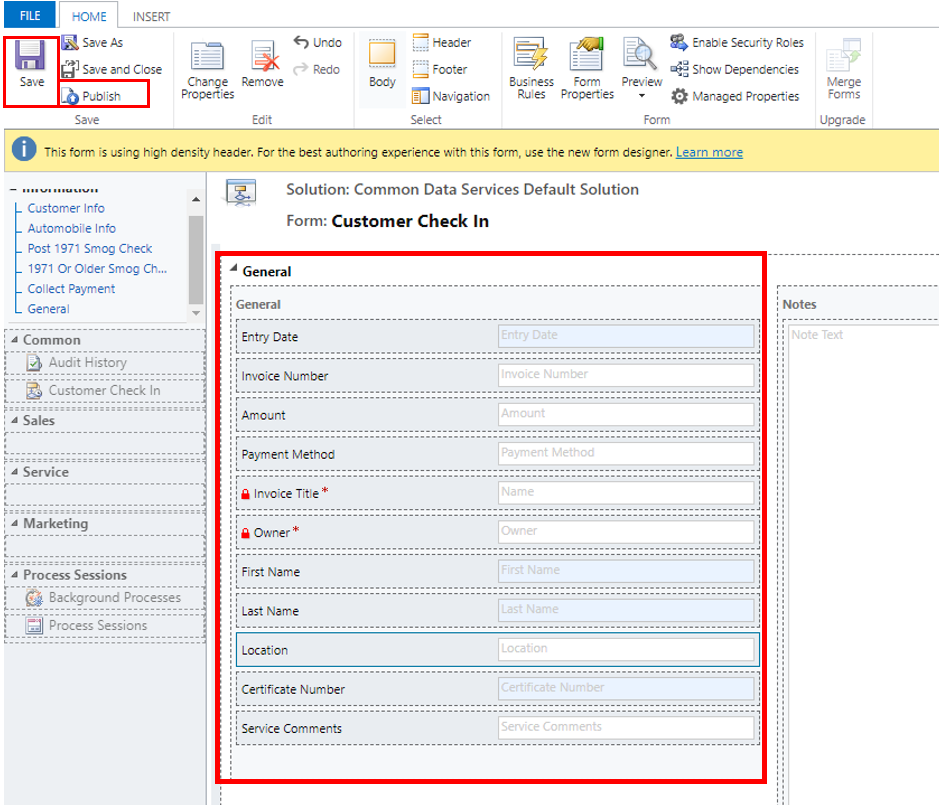 FILE HOME INSERT
Save
Save As
Save and Close
Publish
Save
Change Properties
Remove
Undo
Redo
Edit
Body
Header
Footer
Navigation
Select
Business Rules
Form Properties
Preview
Enable Security Roles
Show Dependencies
Managed Properties
Form
Merge Forms
Upgrade
This form is using high density header. For the best authoring experience with this form, use the new form designer. Learn more
Information
Customer Info
Automobile Info
Post 1971 Smog Check
1971 Or Older Smog Ch...
Collect Payment
General
Common
Audit History
Customer Check In
Sales
Service
Marketing
Process Sessions
Background Processes
Process Sessions
Solution: Common Data Services Default Solution
Form: Customer Check In
General
General
Entry Date Entry Date
Invoice Number Invoice Number
Amount Amount
Payment Method Payment Method
Invoice Title * Name
Owner * Owner
First Name First Name
Last Name Last Name
Location Location
Certificate Number Certificate Number
Service Comments Service Comments
Notes
Note Text